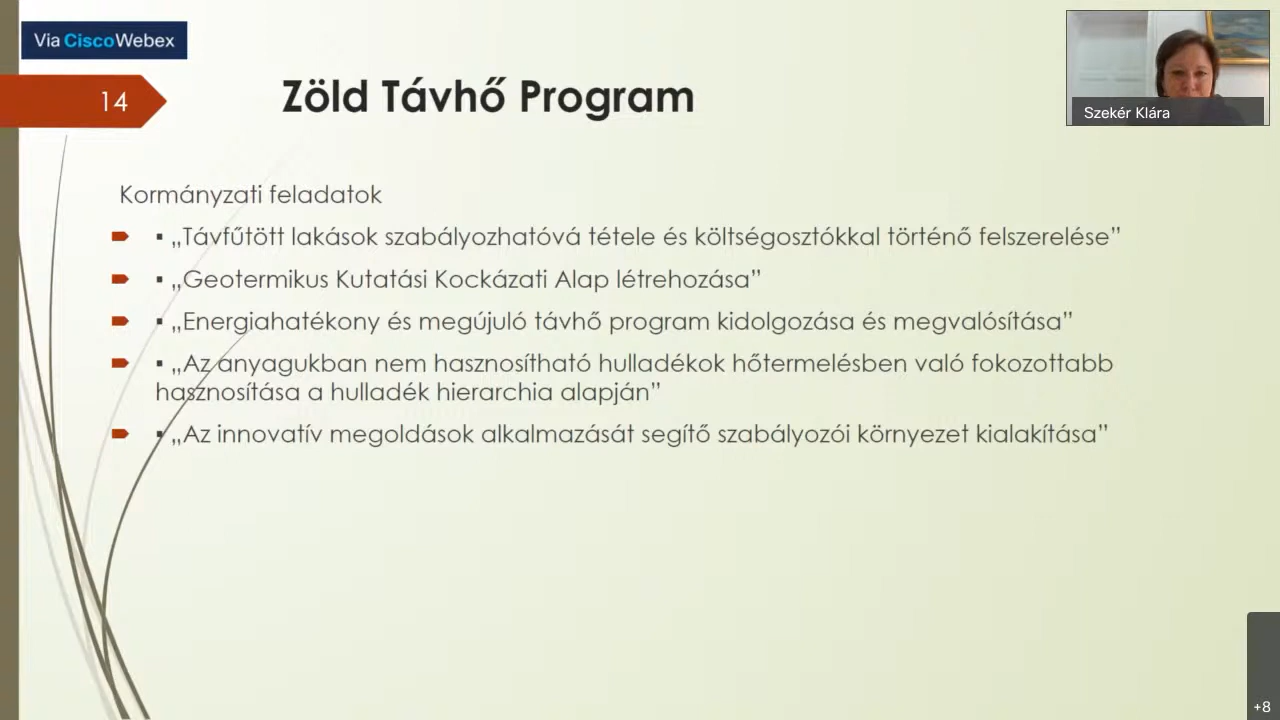 Via Cisco Webex
14
Zöld Távhő Program
Szekér Klára
Kormányzati feladatok
▪ „Távfűtött lakások szabályozhatóvá tétele és költségosztókkal történő felszerelése”
▪ „Geotermikus Kutatási Kockázati Alap létrehozása”
▪ „Energiahatékony és megújuló távhő program kidolgozása és megvalósítása”
▪ „Az anyagukban nem hasznosítható hulladékok hőtermelésben való fokozottabb
hasznosítása a hulladék hierarchia alapján”
▪ „Az innovatív megoldások alkalmazását segítő szabályozói környezet kialakítása”
+8